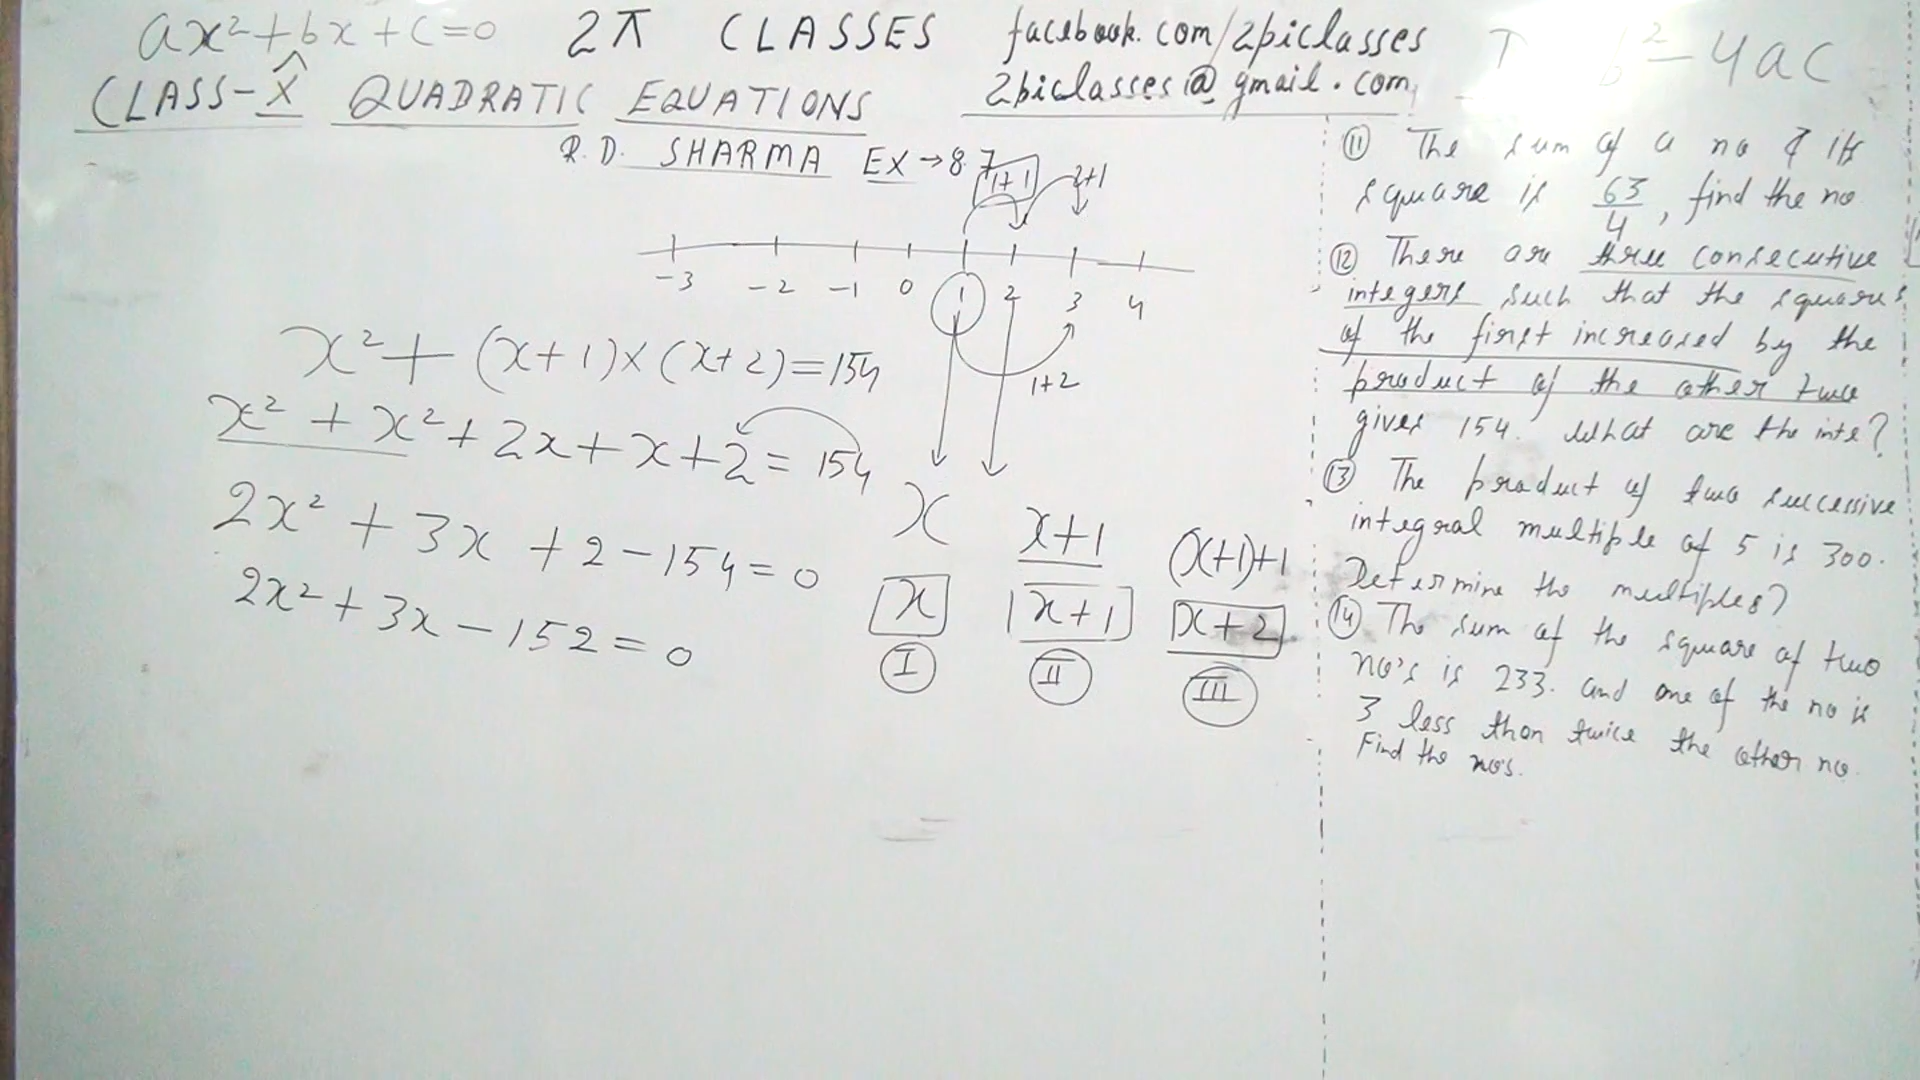 ax²+bx+c=0 2π CLASSES facebook.com/2piclasses b²-4ac
CLASS-X QUADRATIC EQUATIONS 2piclasses@gmail.com
R.D. SHARMA EX→8.7
1+1 2+1
-3 -2 -1 0 1 2 3 4
1+2
x²+(x+1)×(x+2)=154
x²+x²+2x+x+2=154
2x²+3x+2-154=0
2x²+3x-152=0
x x+1 (x+1)+1
x x+1 x+2
I II III
⑪ The sum of a no & its
square is 63/4, find the no
⑫ There are three consecutive
integers such that the square
of the first increased by the
product of the other two
gives 154. What are the inte?
⑬ The product of two successive
integral multiple of 5 is 300.
Determine the multiples?
⑭ The sum of the square of two
no's is 233. and one of the no is
3 less than twice the other no.
Find the no's.